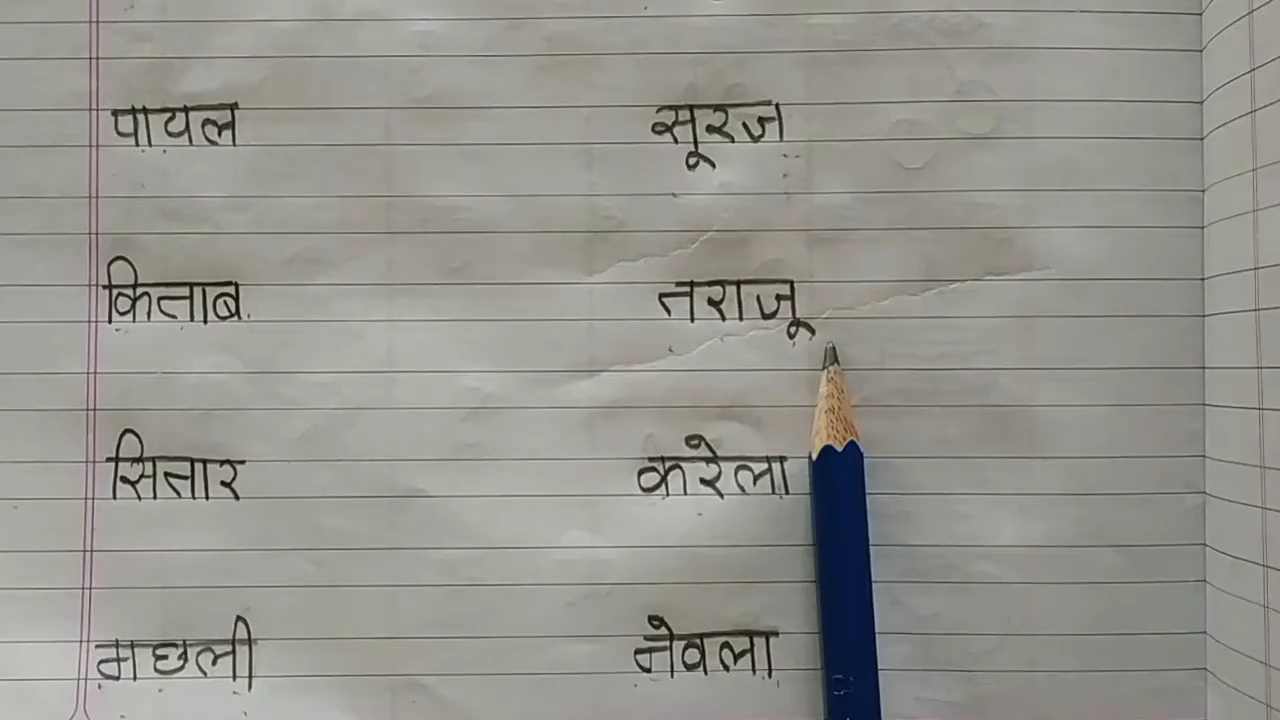 पायल सूरज
किताब तराजू
सितार करेला
मछली नेवला